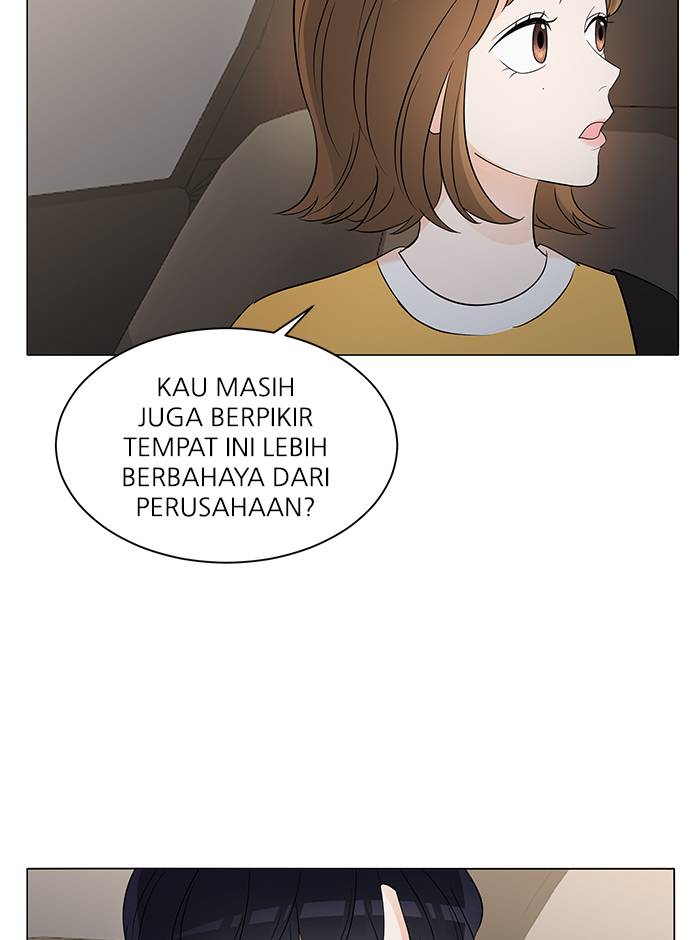 KAU MASIH
JUGA BERPIKIR
TEMPAT INI LEBIH
BERBAHAYA DARI
PERUSAHAAN?